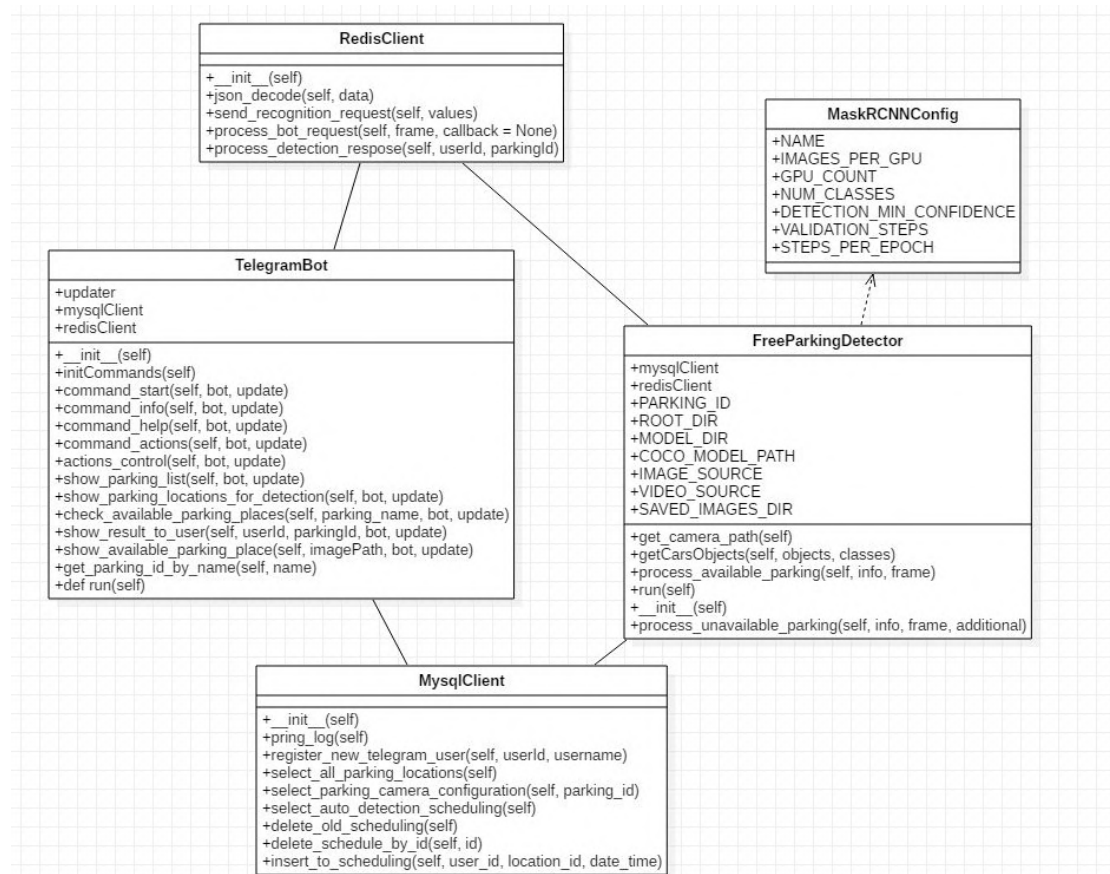 RedisClient
+__init__(self)
+json_decode(self, data)
+send_recognition_request(self, values)
+process_bot_request(self, frame, callback = None)
+process_detection_respose(self, userId, parkingId)
MaskRCNNConfig
+NAME
+IMAGES_PER_GPU
+GPU_COUNT
+NUM_CLASSES
+DETECTION_MIN_CONFIDENCE
+VALIDATION_STEPS
+STEPS_PER_EPOCH
TelegramBot
+updater
+mysqlClient
+redisClient
+__init__(self)
+initCommands(self)
+command_start(self, bot, update)
+command_info(self, bot, update)
+command_help(self, bot, update)
+command_actions(self, bot, update)
+actions_control(self, bot, update)
+show_parking_list(self, bot, update)
+show_parking_locations_for_detection(self, bot, update)
+check_available_parking_places(self, parking_name, bot, update)
+show_result_to_user(self, userId, parkingId, bot, update)
+show_available_parking_place(self, imagePath, bot, update)
+get_parking_id_by_name(self, name)
+def run(self)
FreeParkingDetector
+mysqlClient
+redisClient
+PARKING_ID
+ROOT_DIR
+MODEL_DIR
+COCO_MODEL_PATH
+IMAGE_SOURCE
+VIDEO_SOURCE
+SAVED_IMAGES_DIR
+get_camera_path(self)
+getCarsObjects(self, objects, classes)
+process_available_parking(self, info, frame)
+run(self)
+__init__(self)
+process_unavailable_parking(self, info, frame, additional)
MysqlClient
+__init__(self)
+pring_log(self)
+register_new_telegram_user(self, userId, username)
+select_all_parking_locations(self)
+select_parking_camera_configuration(self, parking_id)
+select_auto_detection_scheduling(self)
+delete_old_scheduling(self)
+delete_schedule_by_id(self, id)
+insert_to_scheduling(self, user_id, location_id, date_time)